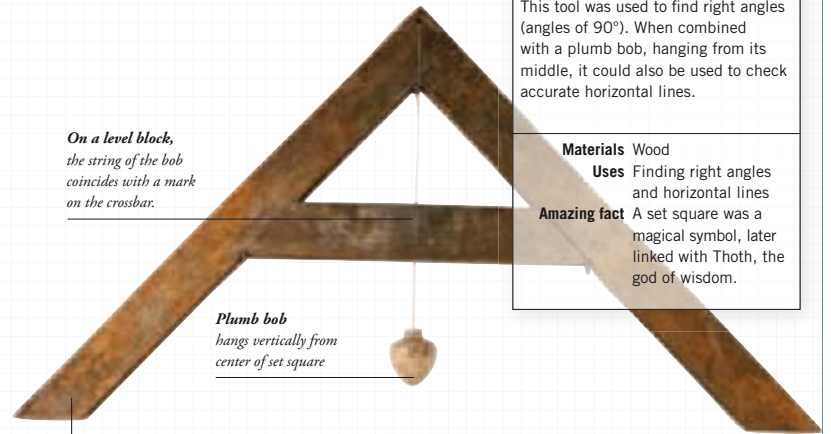 This tool was used to find right angles
(angles of 90°). When combined
with a plumb bob, hanging from its
middle, it could also be used to check
accurate horizontal lines.
Materials Wood
Uses Finding right angles
and horizontal lines
Amazing fact A set square was a
magical symbol, later
linked with Thoth, the
god of wisdom.
On a level block,
the string of the bob
coincides with a mark
on the crossbar.
Plumb bob
hangs vertically from
center of set square